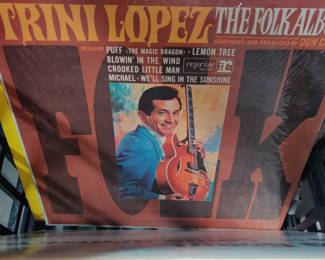 TRINI LOPEZ THE FOLK ALB
ARRANGED AND PRODUCED BY DON C
INCLUDING PUFF (THE MAGIC DRAGON) • LEMON TREE
BLOWIN' IN THE WIND
CROOKED LITTLE MAN
reprise
MICHAEL • WE'LL SING IN THE SUNSHINE
FOLK